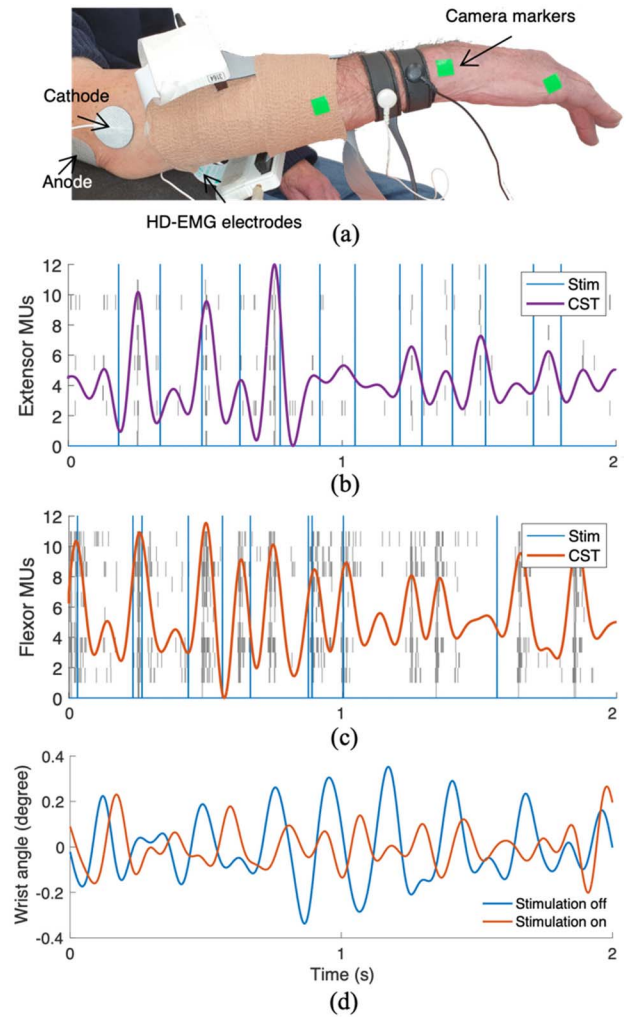 Camera markers
Cathode
Anode
HD-EMG electrodes
(a)
12
10
8
6
4
2
0
Extensor MUs
Stim
CST
0
1
2
(b)
12
10
8
6
4
2
0
Flexor MUs
Stim
CST
0
1
2
(c)
0.4
0.2
0
-0.2
-0.4
Wrist angle (degree)
Stimulation off
Stimulation on
0
1
2
Time (s)
(d)